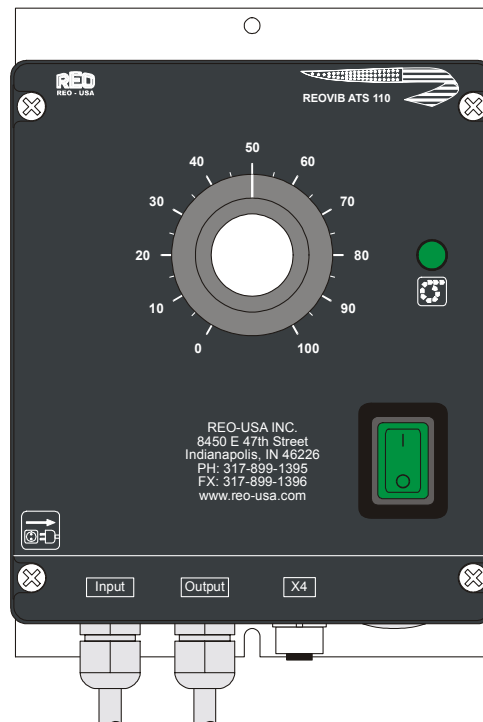 REO
REO - USA
REOVIB ATS 110
50
40
60
30
70
20
80
10
90
0
100
REO-USA INC.
8450 E 47th Street
Indianapolis, IN 46226
PH: 317-899-1395
FX: 317-899-1396
www.reo-usa.com
Input
Output
X4